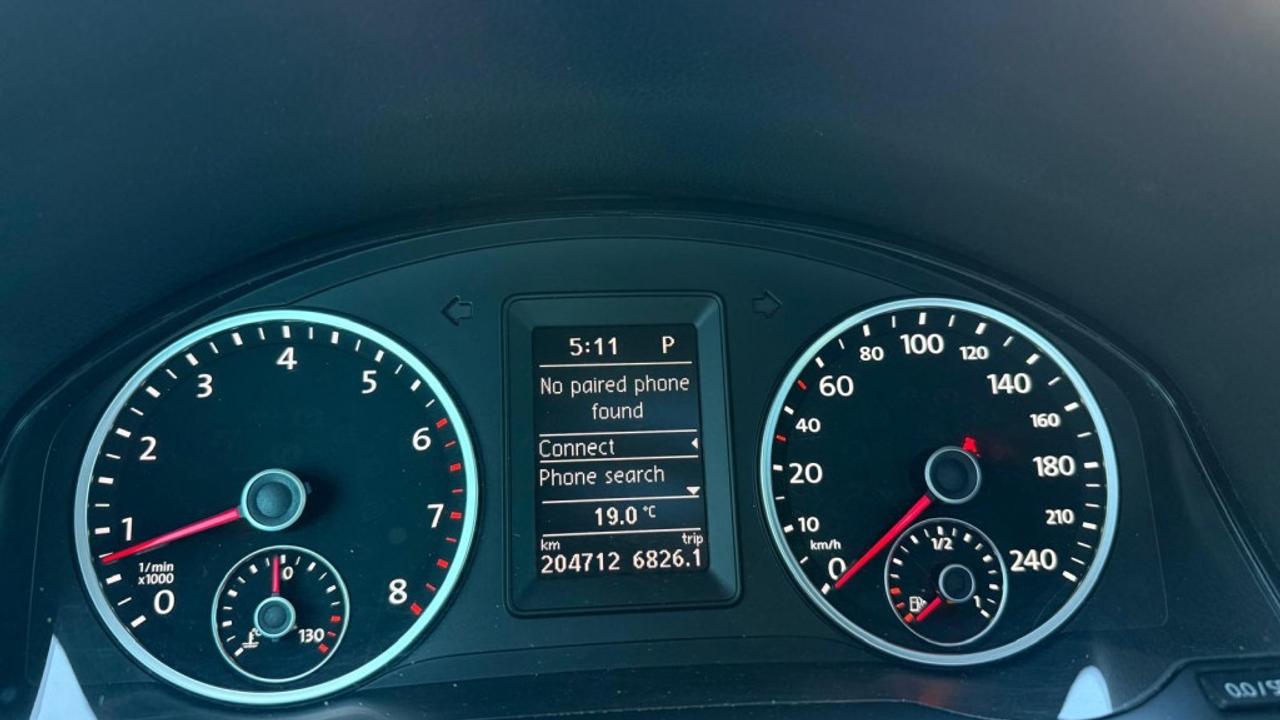 0
1
2
3
4
5
6
7
8
1/min
x1000
0
130
5:11 P
No paired phone
found
Connect
Phone search
19.0 °C
km trip
204712 6826.1
0
10
20
40
60
80
100
120
140
160
180
210
240
km/h
1/2
1